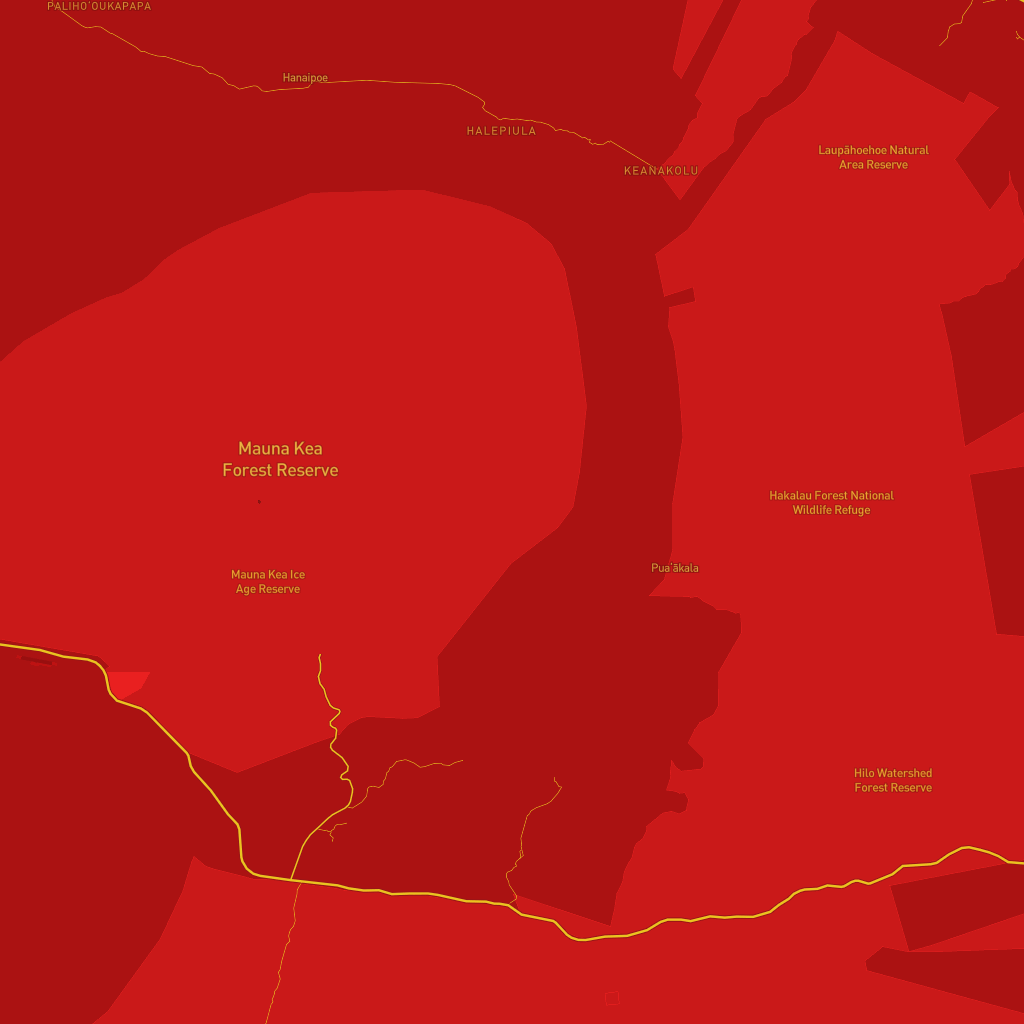 PALIHOʻOUKAPAPA
Hanaipoe
HALEPIULA
KEANAKOLU
Laupāhoehoe Natural
Area Reserve
Mauna Kea
Forest Reserve
Hakalau Forest National
Wildlife Refuge
Mauna Kea Ice
Age Reserve
Puaʻākala
Hilo Watershed
Forest Reserve